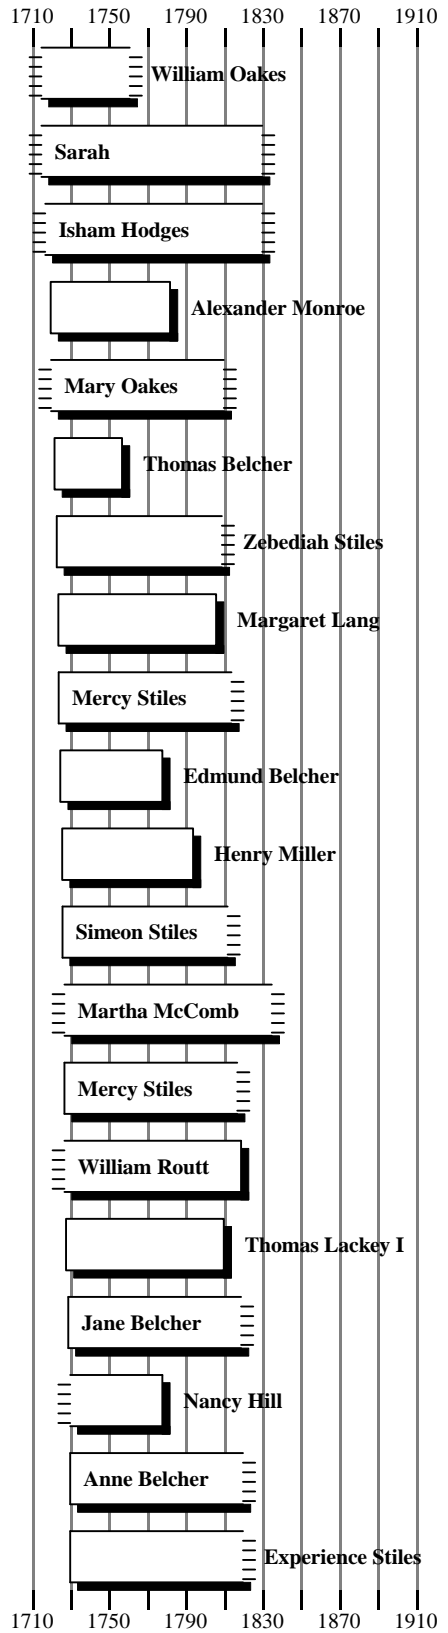 1710 1750 1790 1830 1870 1910
William Oakes
Sarah
Isham Hodges
Alexander Monroe
Mary Oakes
Thomas Belcher
Zebediah Stiles
Margaret Lang
Mercy Stiles
Edmund Belcher
Henry Miller
Simeon Stiles
Martha McComb
Mercy Stiles
William Routt
Thomas Lackey I
Jane Belcher
Nancy Hill
Anne Belcher
Experience Stiles
1710 1750 1790 1830 1870 1910